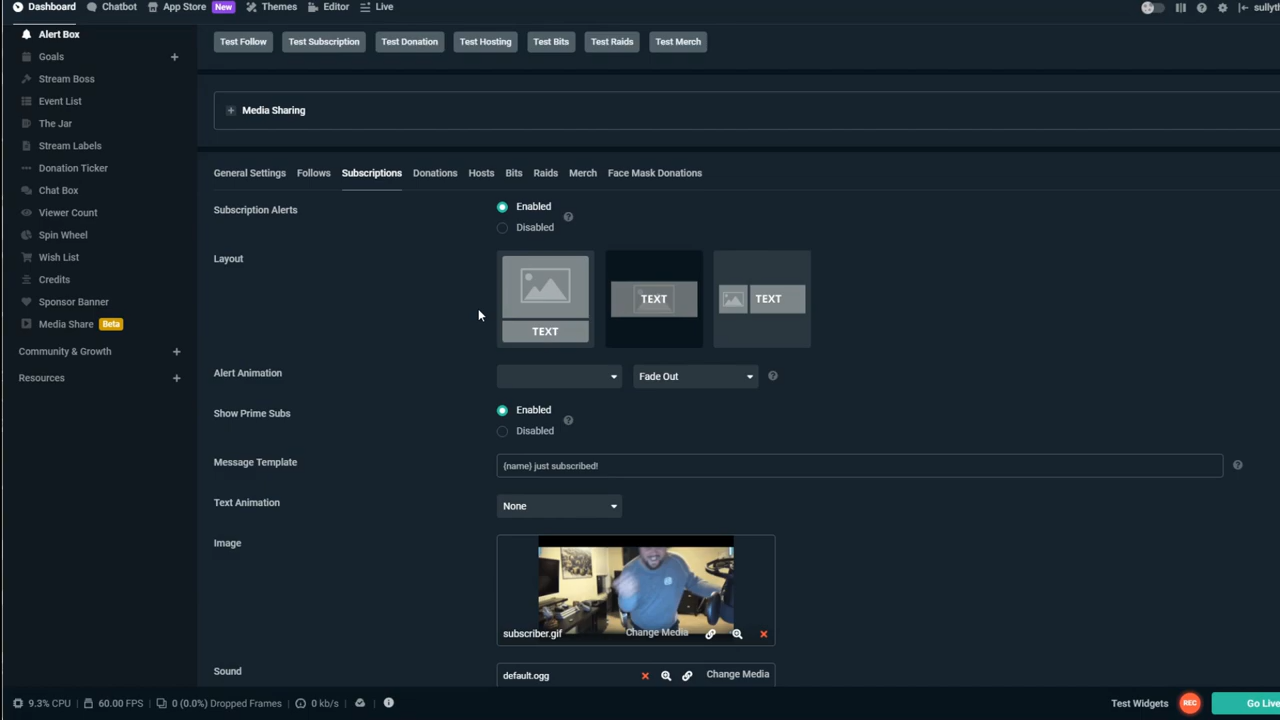 Dashboard Chatbot App Store New Themes Editor Live
Alert Box
Goals
Stream Boss
Event List
The Jar
Stream Labels
Donation Ticker
Chat Box
Viewer Count
Spin Wheel
Wish List
Credits
Sponsor Banner
Media Share Beta
Community & Growth
Resources
Test Follow Test Subscription Test Donation Test Hosting Test Bits Test Raids Test Merch
Media Sharing
General Settings Follows Subscriptions Donations Hosts Bits Raids Merch Face Mask Donations
Subscription Alerts Enabled
Disabled
Layout
TEXT
TEXT
TEXT
Alert Animation Fade Out
Show Prime Subs Enabled
Disabled
Message Template {name} just subscribed!
Text Animation None
Image
subscriber.gif Change Media
Sound default.ogg Change Media
9.3% CPU 60.00 FPS 0 (0.0%) Dropped Frames 0 kb/s Test Widgets REC Go Live